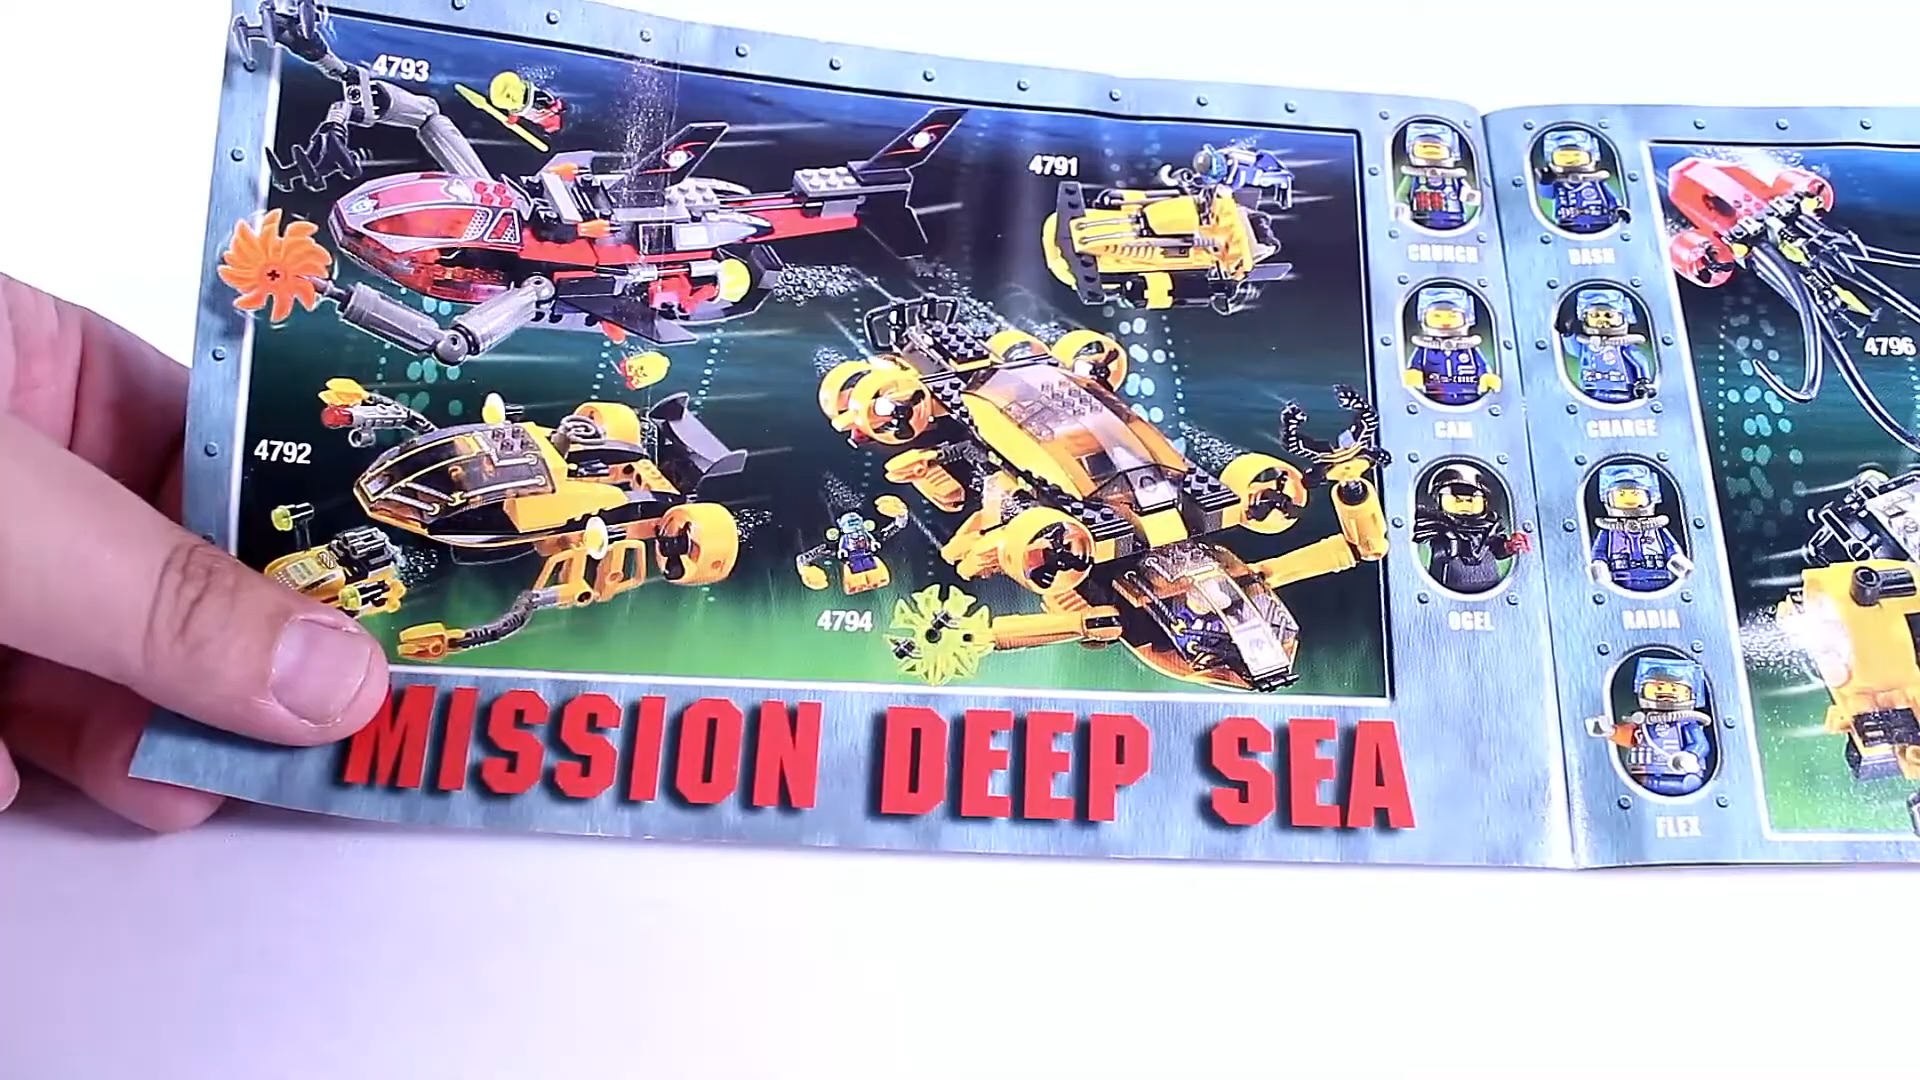 4793
4791
CRUNCH
DASH
4796
CAM
CHARGE
4792
4794
OGEL
RADIA
FLEX
MISSION DEEP SEA